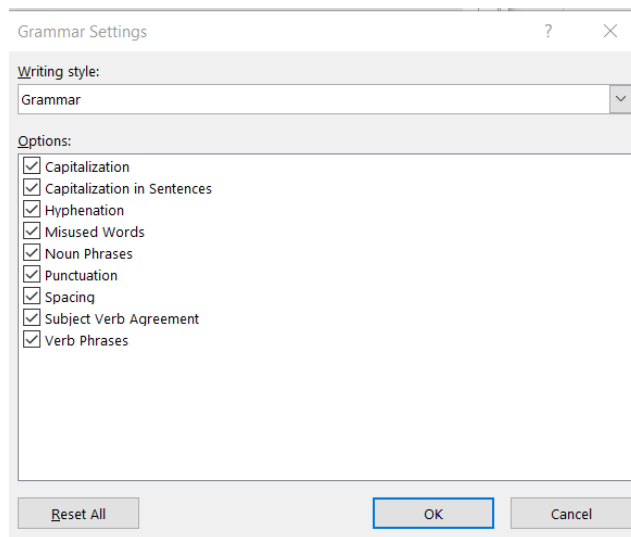 Grammar Settings
Writing style:
Grammar
Options:
Capitalization
Capitalization in Sentences
Hyphenation
Misused Words
Noun Phrases
Punctuation
Spacing
Subject Verb Agreement
Verb Phrases
Reset All
OK
Cancel